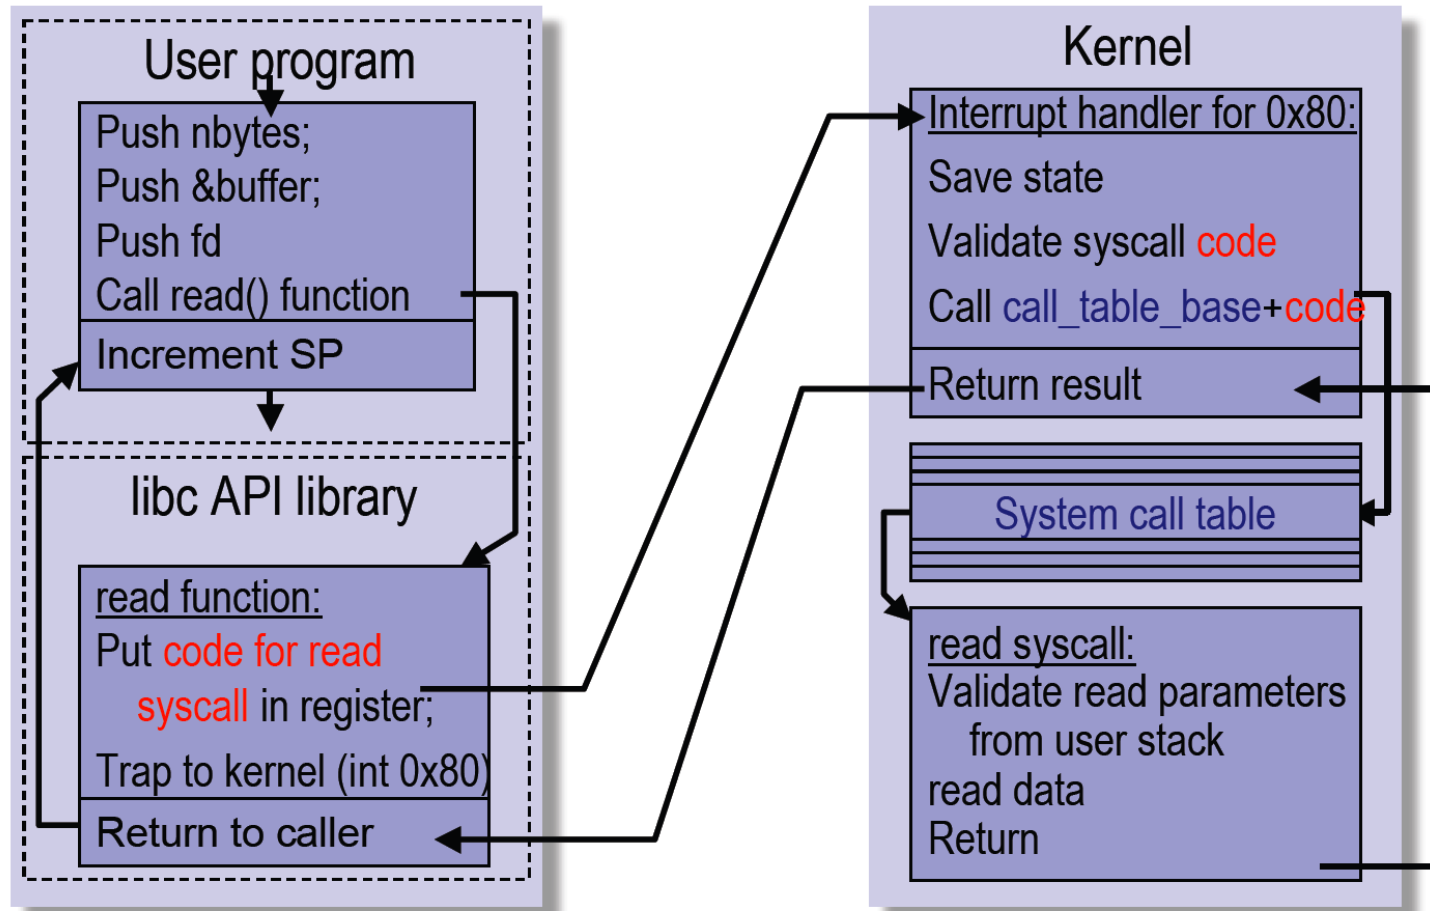 User program
Push nbytes;
Push &buffer;
Push fd
Call read() function
Increment SP
libc API library
read function:
Put code for read
syscall in register;
Trap to kernel (int 0x80)
Return to caller
Kernel
Interrupt handler for 0x80:
Save state
Validate syscall code
Call call_table_base+code
Return result
System call table
read syscall:
Validate read parameters
from user stack
read data
Return